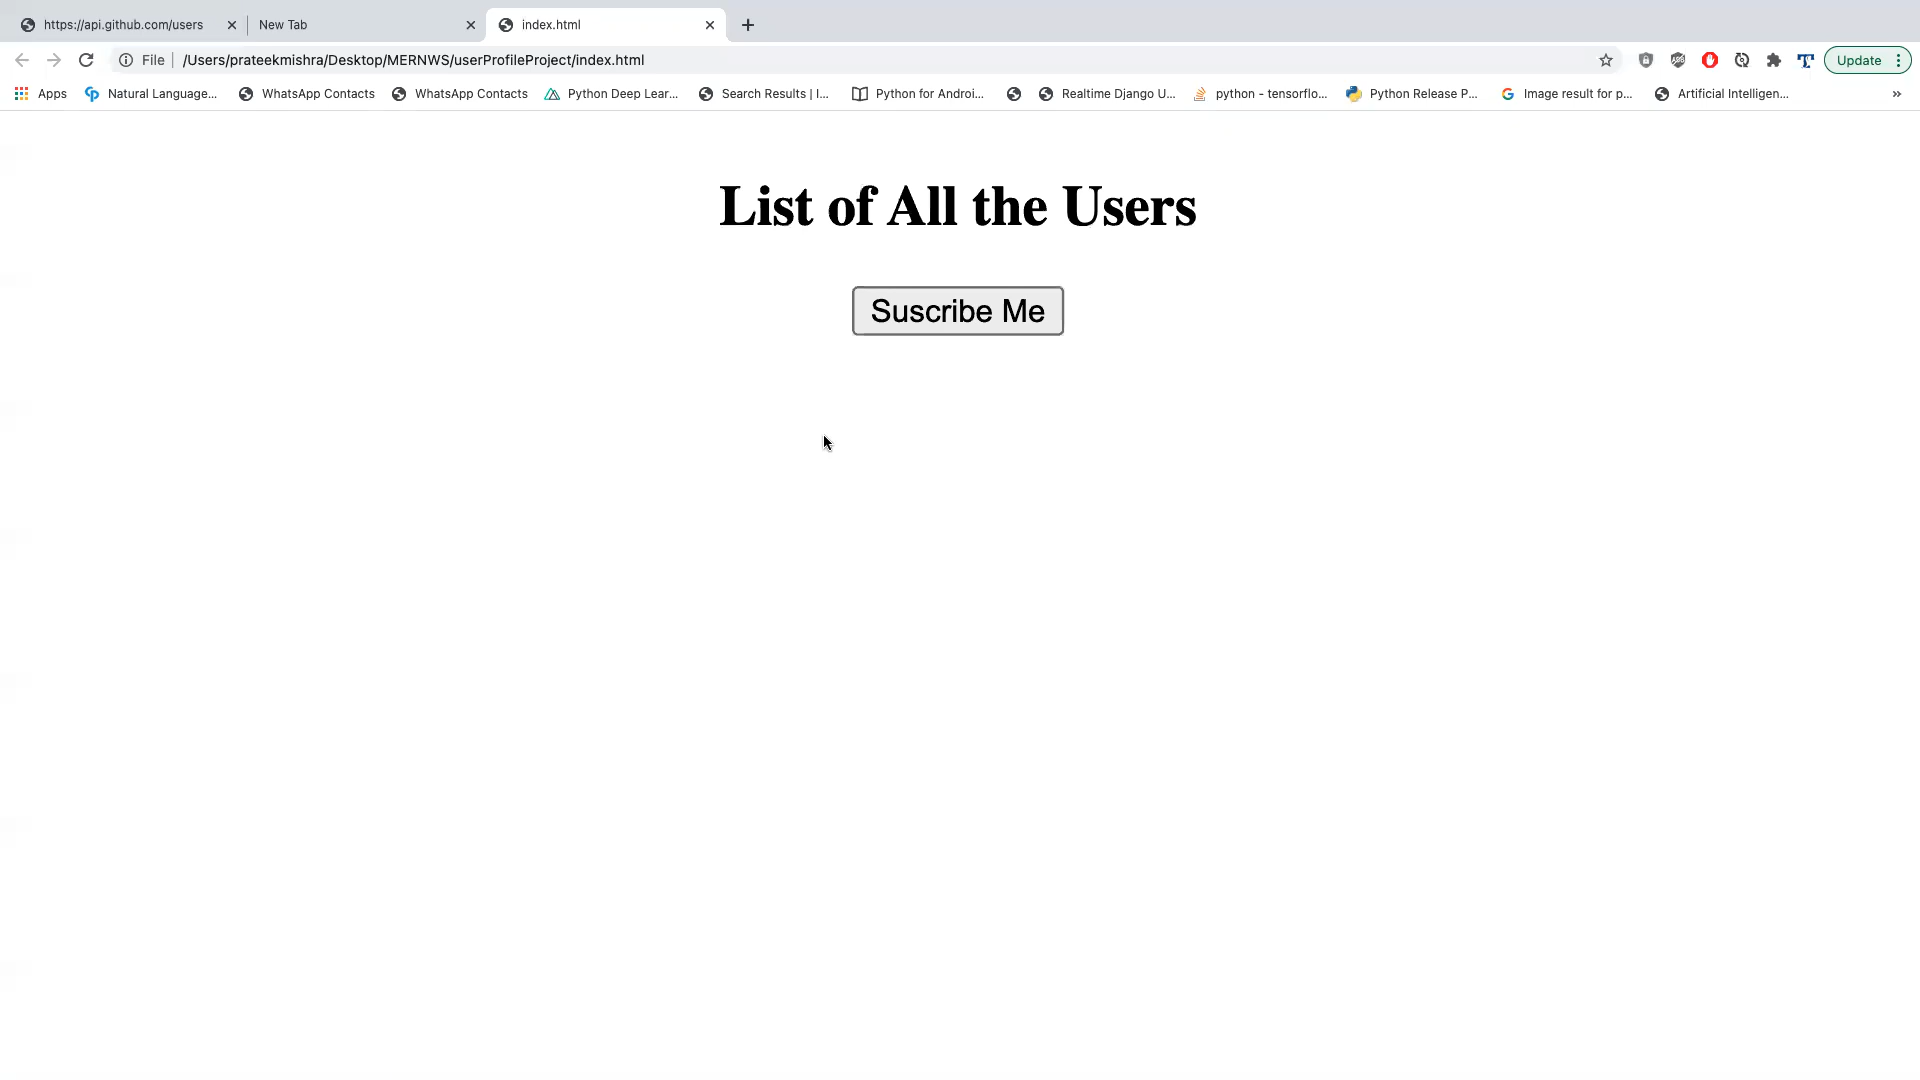 https://api.github.com/users New Tab index.html
File /Users/prateekmishra/Desktop/MERNWS/userProfileProject/index.html Update
Apps Natural Language... WhatsApp Contacts WhatsApp Contacts Python Deep Lear... Search Results | I... Python for Androi... Realtime Django U... python - tensorflo... Python Release P... Image result for p... Artificial Intelligen... »
List of All the Users
Suscribe Me